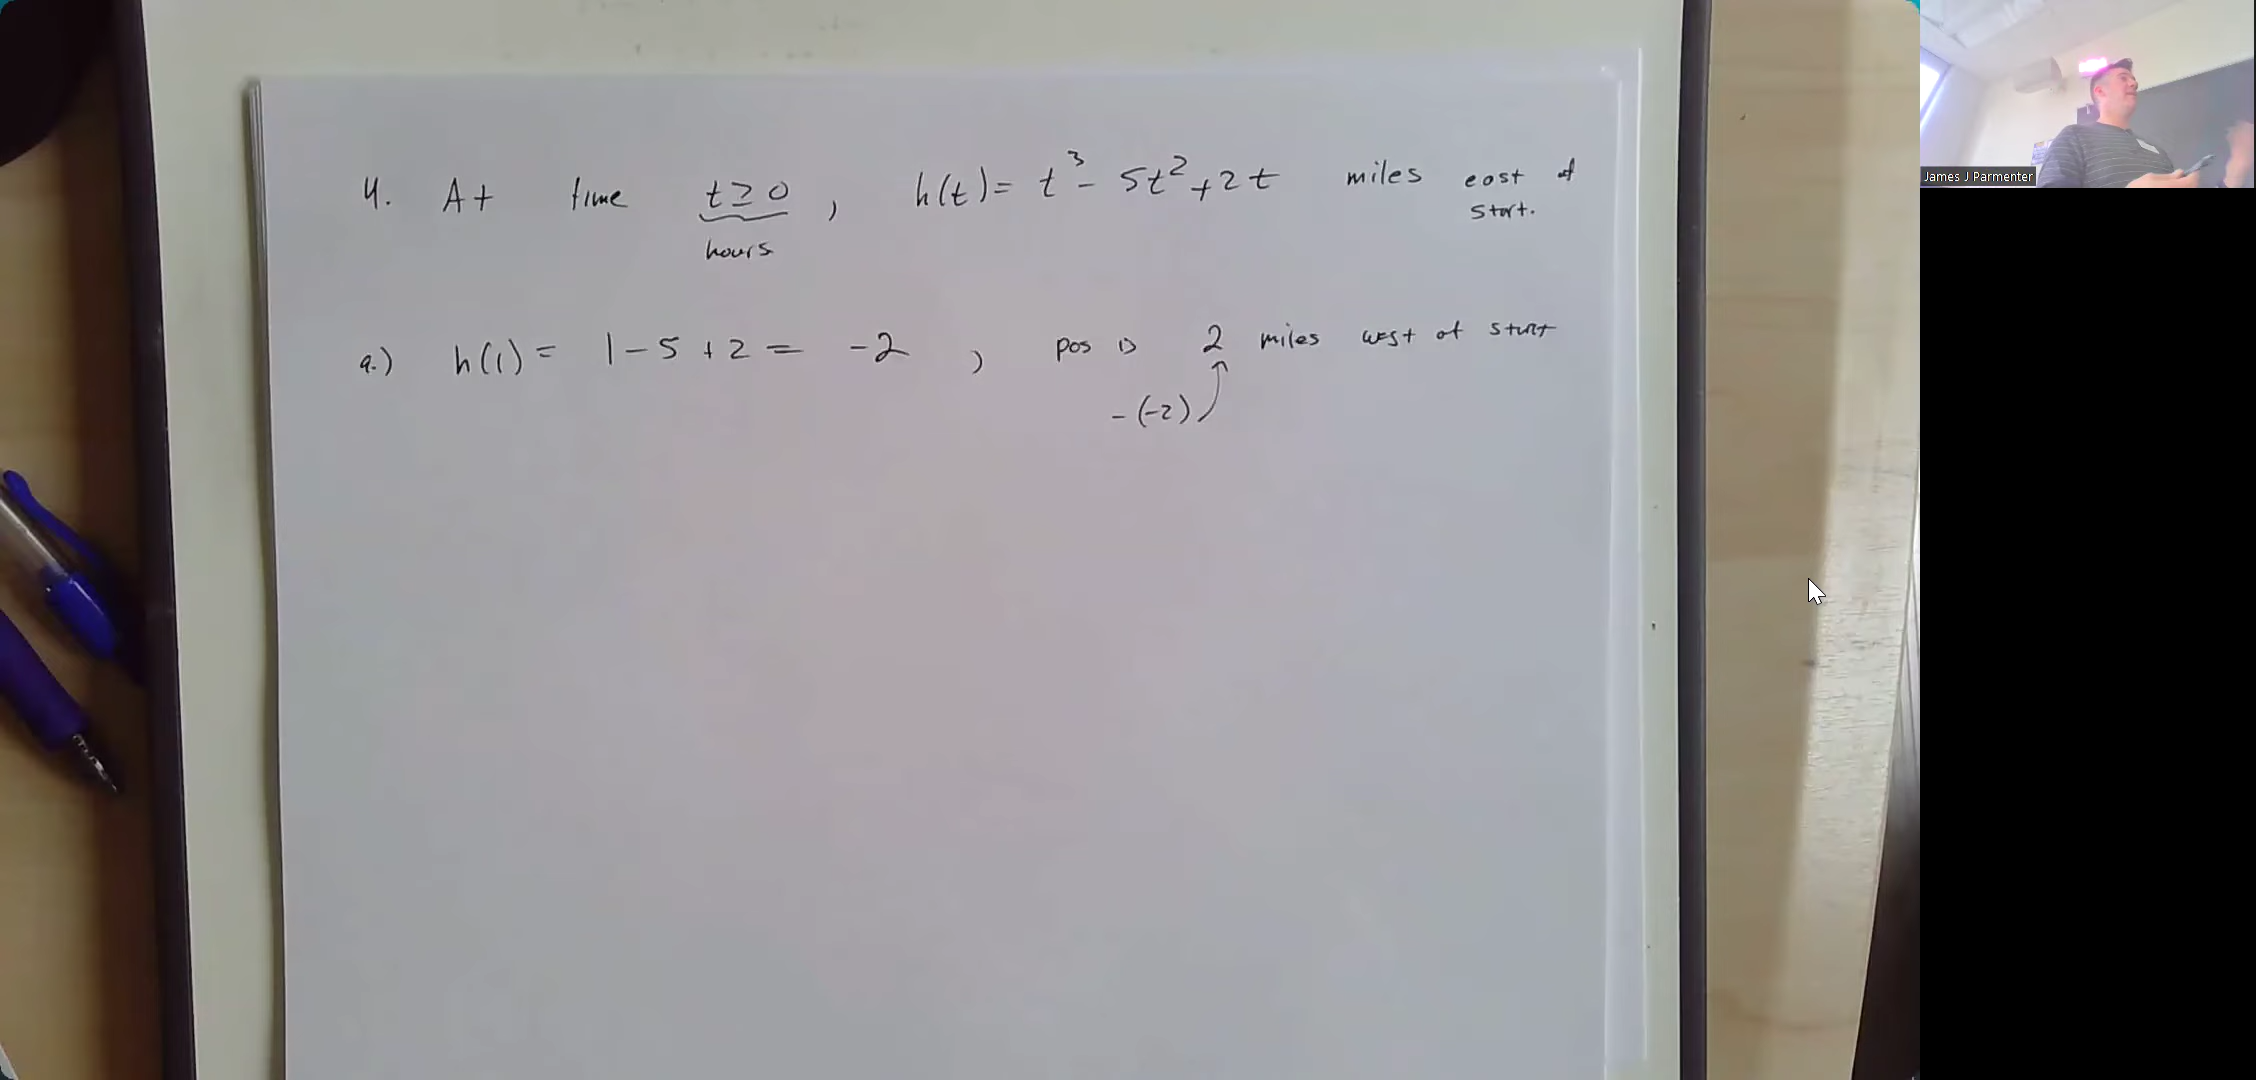 4. At time t ≥ 0, h(t) = t³ - 5t² + 2t miles east of
start.
hours
a.) h(1) = 1 - 5 + 2 = -2, pos is 2 miles west of start
-(-2)
James J Parmenter